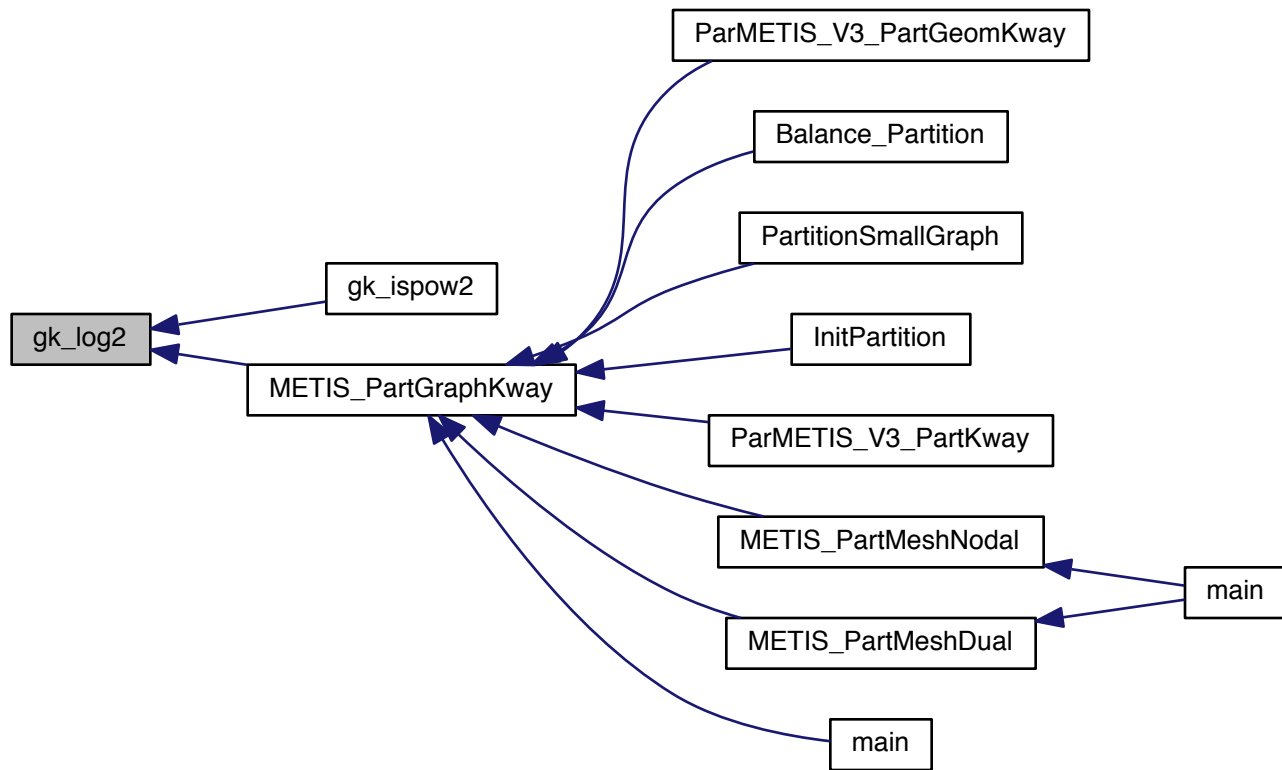 ParMETIS_V3_PartGeomKway
Balance_Partition
PartitionSmallGraph
gk_ispow2
InitPartition
gk_log2
METIS_PartGraphKway
ParMETIS_V3_PartKway
METIS_PartMeshNodal
main
METIS_PartMeshDual
main